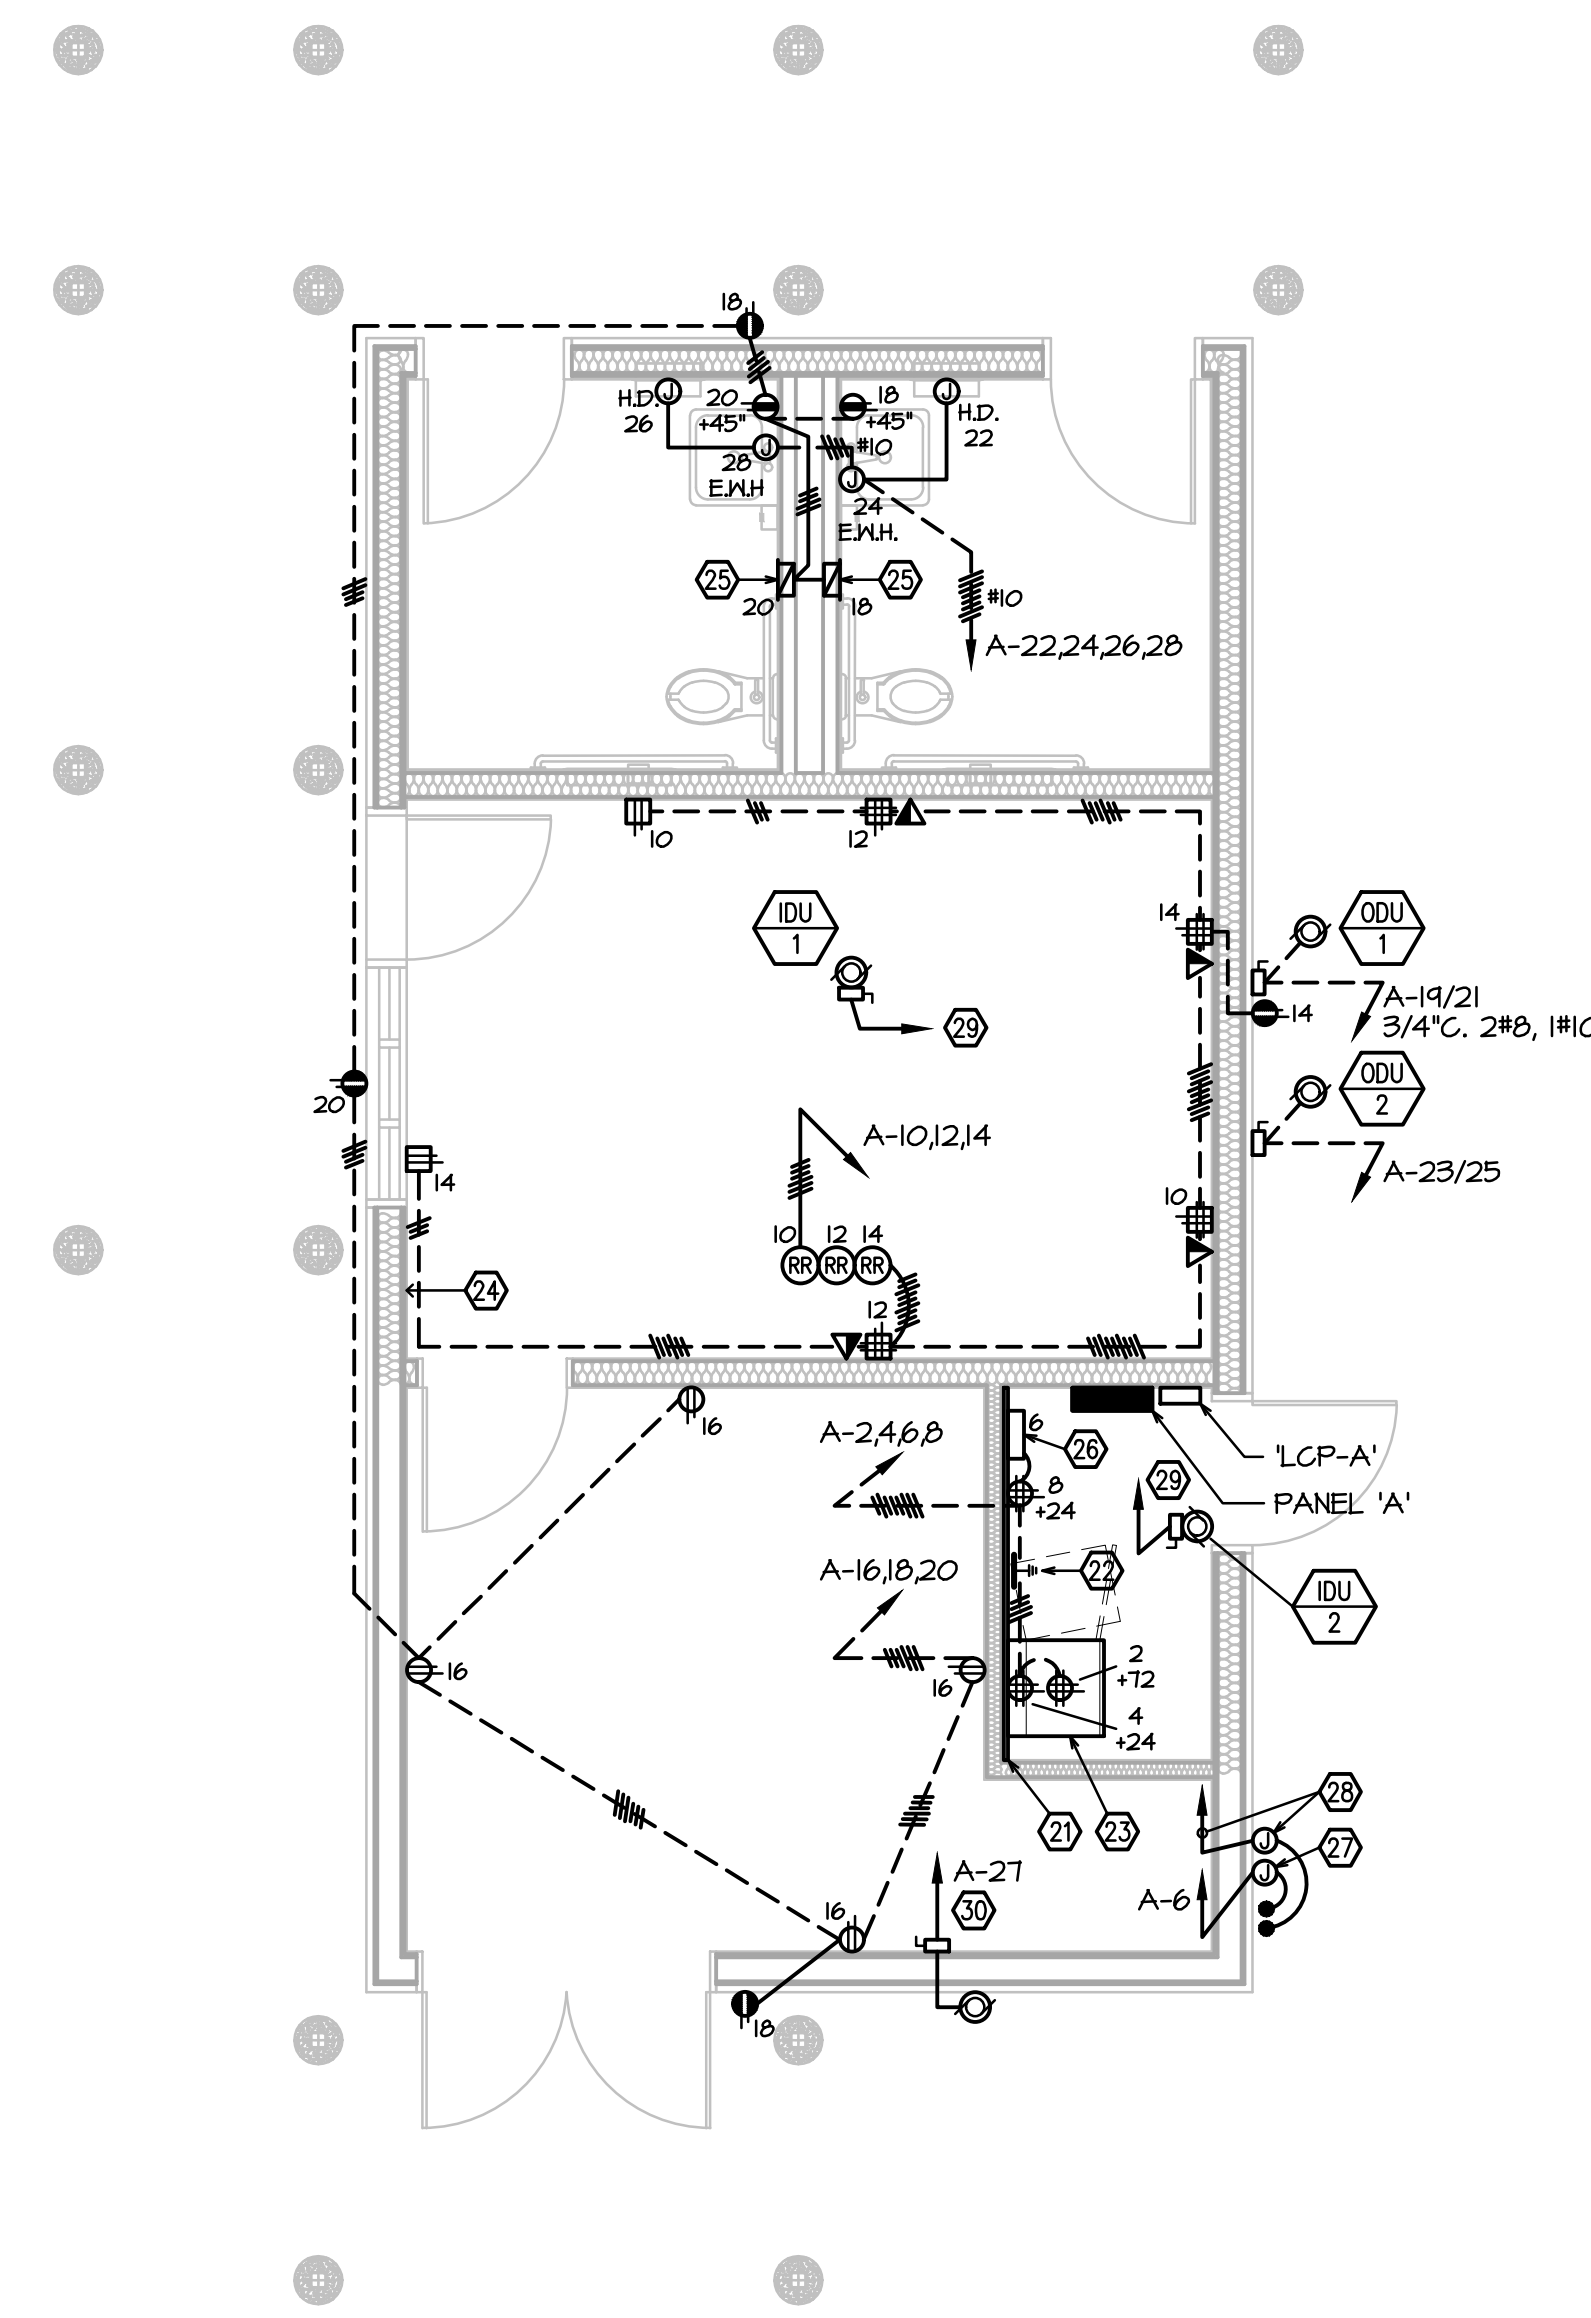 18
H.D.
26
20
+45"
18
+45"
H.D.
22
#10
28
E.W.H
24
E.W.H.
25
25
20
18
#10
A-22,24,26,28
10
12
IDU
1
14
ODU
1
29
A-19/21
14
3/4"C. 2#8, 1#10
ODU
2
20
A-10,12,14
A-23/25
14
10
10
12
14
RR
RR
RR
24
12
16
A-2,4,6,8
6
26
'LCP-A'
29
8
+24
PANEL 'A'
A-16,18,20
22
IDU
2
16
16
2
+72
4
+24
28
21
23
J
27
J
A-27
A-6
16
30
18
J
J
J
J